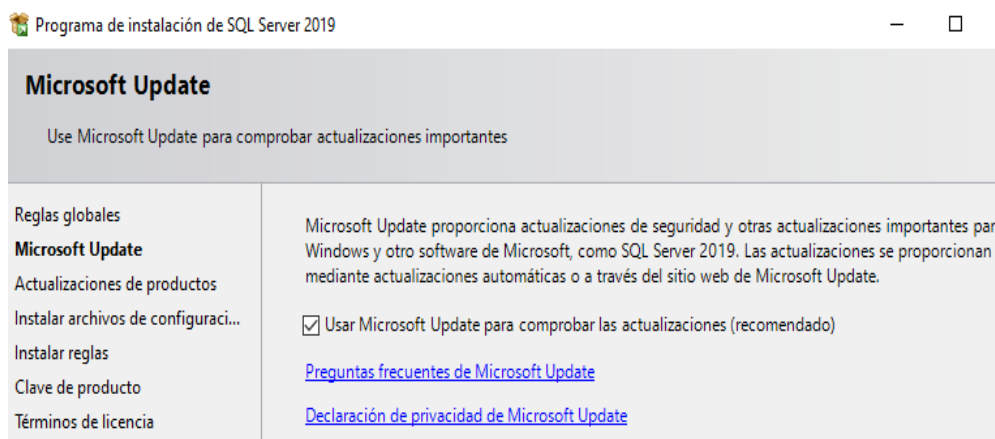 Programa de instalación de SQL Server 2019
Microsoft Update
Use Microsoft Update para comprobar actualizaciones importantes
Reglas globales
Microsoft Update
Actualizaciones de productos
Instalar archivos de configuraci...
Instalar reglas
Clave de producto
Términos de licencia
Microsoft Update proporciona actualizaciones de seguridad y otras actualizaciones importantes par
Windows y otro software de Microsoft, como SQL Server 2019. Las actualizaciones se proporcionan
mediante actualizaciones automáticas o a través del sitio web de Microsoft Update.
Usar Microsoft Update para comprobar las actualizaciones (recomendado)
Preguntas frecuentes de Microsoft Update
Declaración de privacidad de Microsoft Update